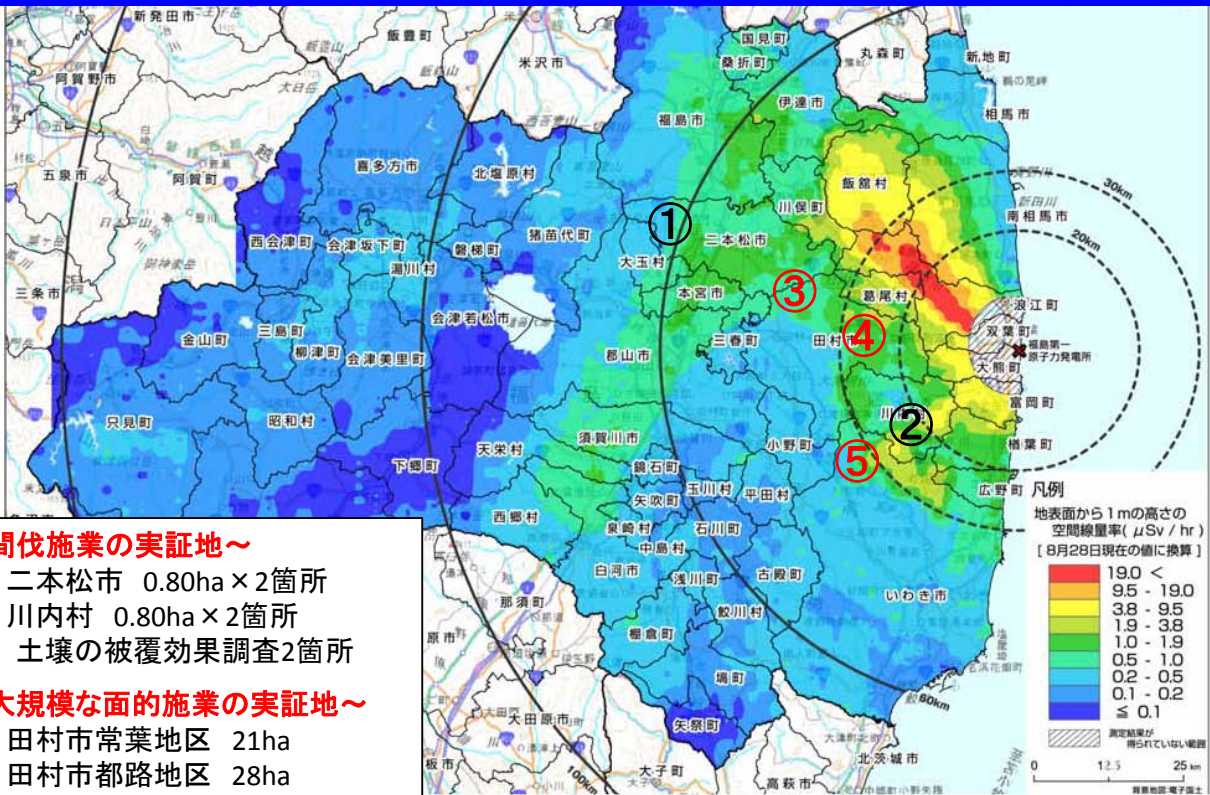 新発田市
飯豊町
米沢市
国見町
桑折町
丸森町
新地町
阿賀野市
大日岳
伊達市
相馬市
福島市
五泉市
阿賀町
喜多方市
北塩原村
飯舘村
30km
川俣町
南相馬市
20km
①
二本松市
西会津町
会津坂下町
磐梯町
猪苗代町
湯川村
大玉村
三条市
本宮市
③
葛尾村
浪江町
会津若松市
双葉町
福島第一
原子力発電所
金山町
三島町
柳津町
会津美里町
郡山市
三春町
田村市
④
大熊町
富岡町
只見町
昭和村
②
須賀川市
小野町
楢葉町
天栄村
下郷町
⑤
鏡石町
玉川村
平田村
広野町
矢吹町
西郷村
泉崎村
石川町
中島村
白河市
浅川町
古殿町
いわき市
那須町
鮫川村
棚倉町
塙町
矢祭町
60km
大田原市
100km
大子町
高萩市
北茨城市
凡例
地表面から1mの高さの
空間線量率( μSv / hr )
[ 8月28日現在の値に換算 ]
19.0 <
9.5 - 19.0
3.8 - 9.5
1.9 - 3.8
1.0 - 1.9
0.5 - 1.0
0.2 - 0.5
0.1 - 0.2
≦ 0.1
測定結果が
得られていない範囲
0 12.5 25 km
背景地図:電子国土
間伐施業の実証地~
二本松市 0.80ha×2箇所
川内村 0.80ha×2箇所
土壌の被覆効果調査2箇所
大規模な面的施業の実証地~
田村市常葉地区 21ha
田村市都路地区 28ha